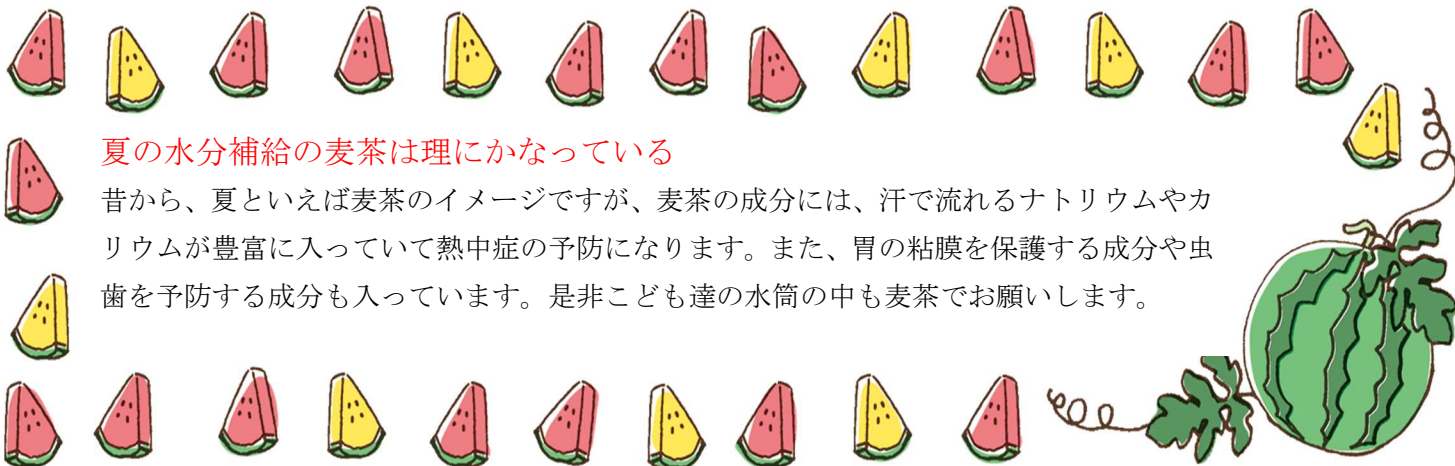 夏の水分補給の麦茶は理にかなっている
昔から、夏といえば麦茶のイメージですが、麦茶の成分には、汗で流れるナトリウムやカ
リウムが豊富に入っていて熱中症の予防になります。また、胃の粘膜を保護する成分や虫
歯を予防する成分も入っています。是非こども達の水筒の中も麦茶でお願いします。